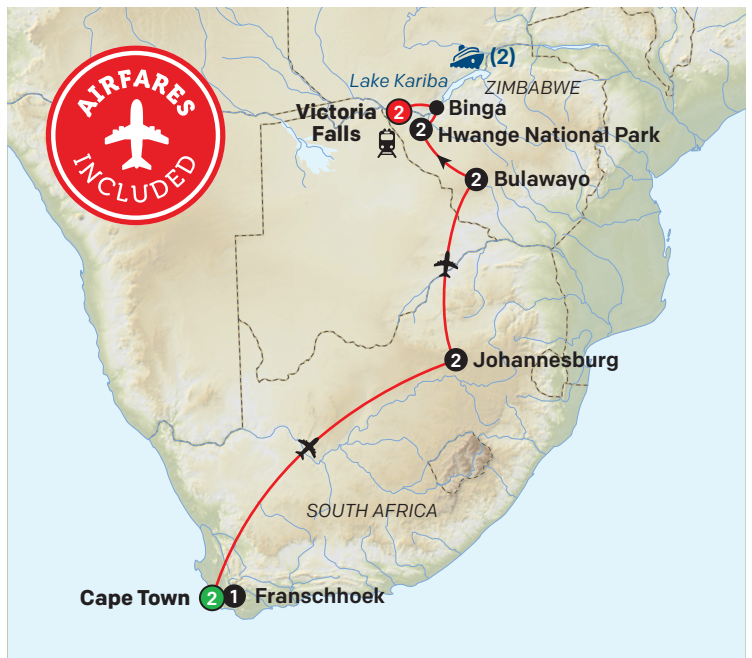 AIRFARES
INCLUDED
(2)
Lake Kariba
ZIMBABWE
Victoria
Falls
2
Binga
2
Hwange National Park
2
Bulawayo
2
Johannesburg
SOUTH AFRICA
Cape Town
2
1
Franschhoek